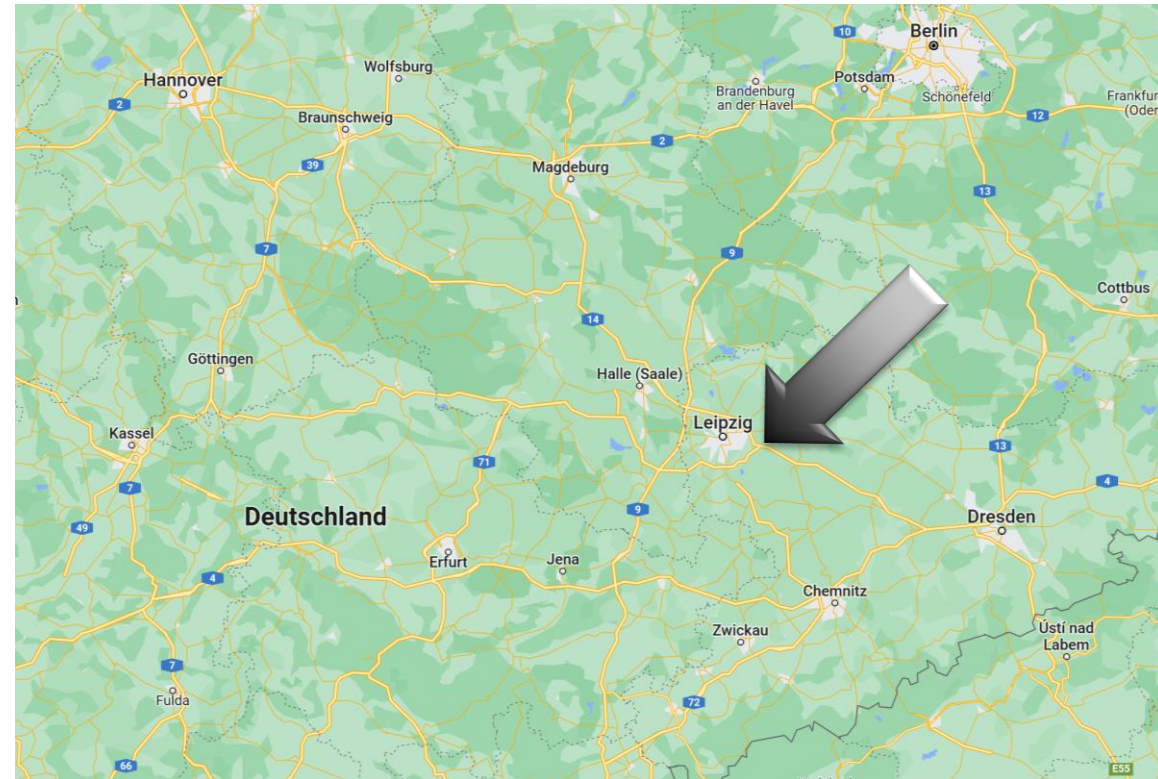 10
Berlin
Wolfsburg
Hannover
Potsdam
Brandenburg
an der Havel
Schönefeld
Frankfur
(Oder
2
Braunschweig
12
2
39
Magdeburg
13
7
9
Cottbus
14
Göttingen
Halle (Saale)
Leipzig
Kassel
13
71
4
7
9
Deutschland
Dresden
49
Erfurt
Jena
4
Chemnitz
Zwickau
Ústí nad
Labem
7
Fulda
72
66
E55